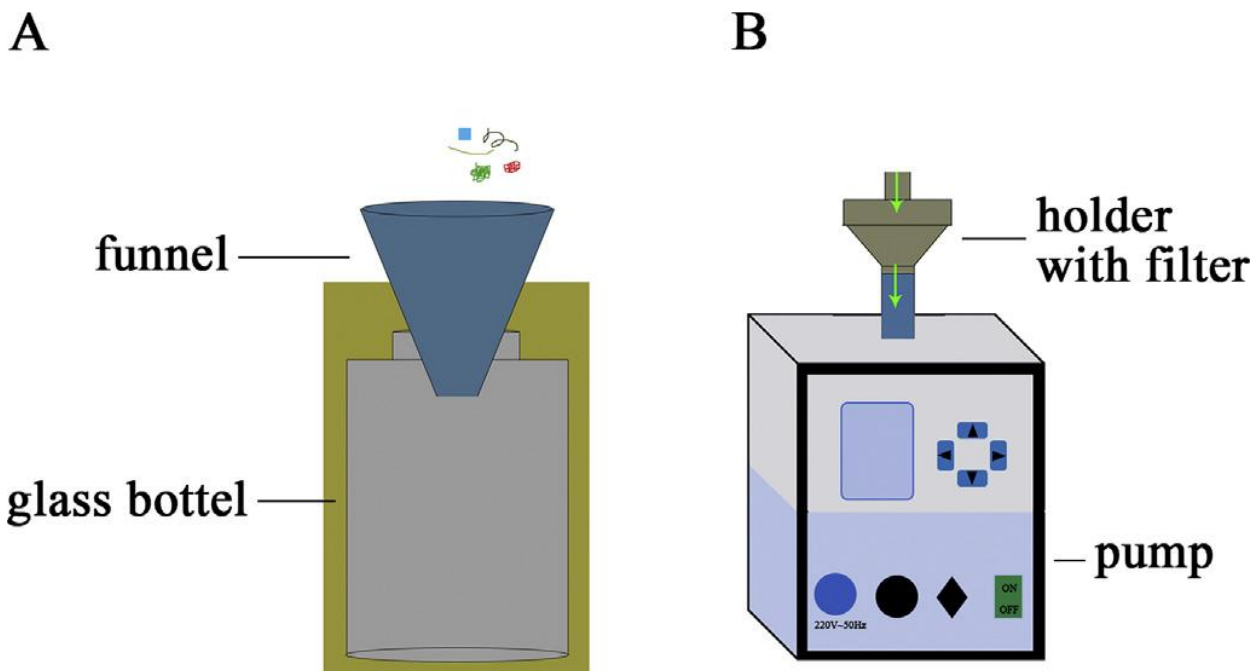 A
B
funnel
holder
with filter
glass bottel
pump
ON
OFF
220V~50Hz